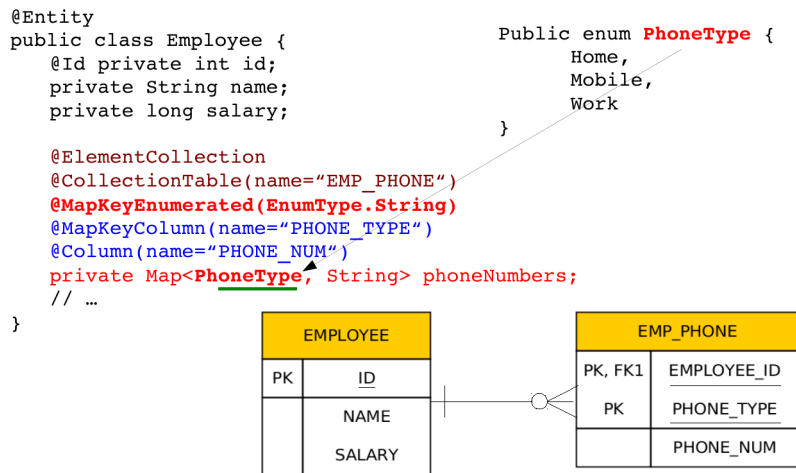 @Entity
public class Employee {
@Id private int id;
private String name;
private long salary;
@ElementCollection
@CollectionTable(name=“EMP_PHONE“)
@MapKeyEnumerated(EnumType.String)
@MapKeyColumn(name=“PHONE_TYPE“)
@Column(name=“PHONE_NUM“)
private Map<PhoneType, String> phoneNumbers;
// …
}
Public enum PhoneType {
Home,
Mobile,
Work
}
EMPLOYEE
PK ID
NAME
SALARY
EMP_PHONE
PK, FK1 EMPLOYEE_ID
PK PHONE_TYPE
PHONE_NUM